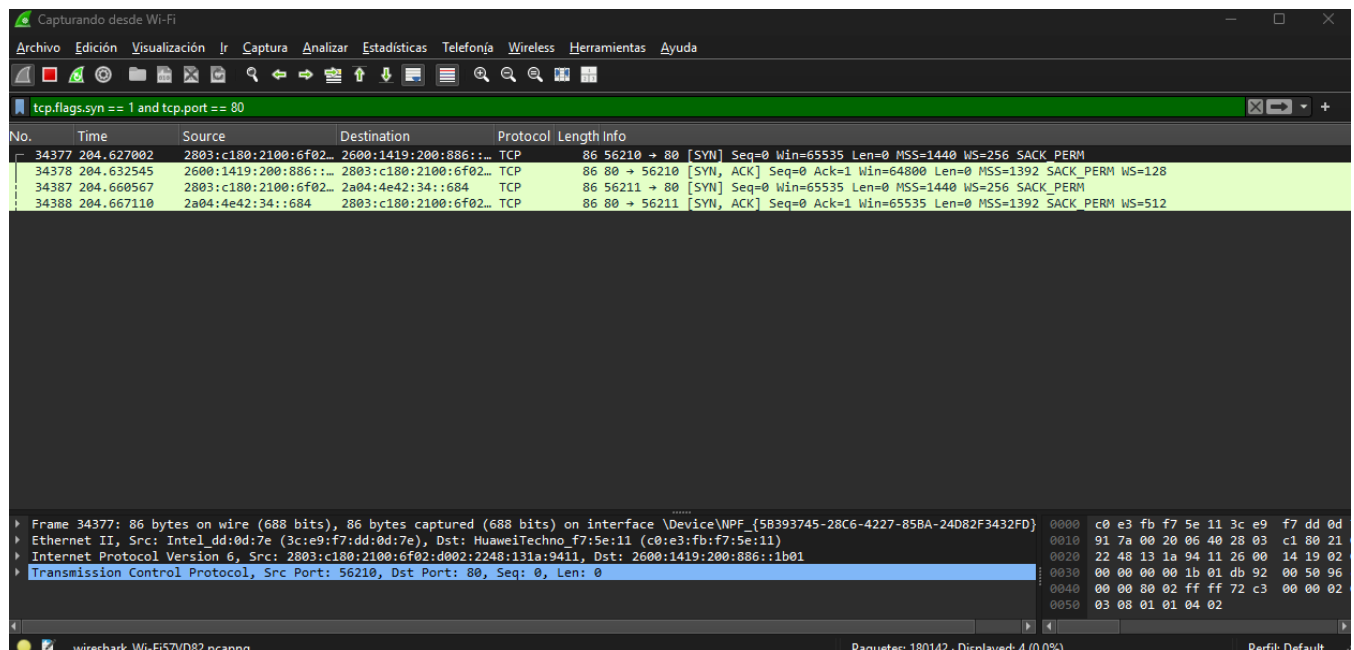 Capturando desde Wi-Fi
Archivo Edición Visualización Ir Captura Analizar Estadísticas Telefonía Wireless Herramientas Ayuda
tcp.flags.syn == 1 and tcp.port == 80
No. Time Source Destination Protocol Length Info
34377 204.627002 2803:c180:2100:6f02… 2600:1419:200:886::… TCP 86 56210 → 80 [SYN] Seq=0 Win=65535 Len=0 MSS=1440 WS=256 SACK_PERM
34378 204.632545 2600:1419:200:886::… 2803:c180:2100:6f02… TCP 86 80 → 56210 [SYN, ACK] Seq=0 Ack=1 Win=64800 Len=0 MSS=1392 SACK_PERM WS=128
34387 204.660567 2803:c180:2100:6f02… 2a04:4e42:34::684 TCP 86 56211 → 80 [SYN] Seq=0 Win=65535 Len=0 MSS=1440 WS=256 SACK_PERM
34388 204.667110 2a04:4e42:34::684 2803:c180:2100:6f02… TCP 86 80 → 56211 [SYN, ACK] Seq=0 Ack=1 Win=65535 Len=0 MSS=1392 SACK_PERM WS=512
Frame 34377: 86 bytes on wire (688 bits), 86 bytes captured (688 bits) on interface \Device\NPF_{5B393745-28C6-4227-85BA-24D82F3432FD}
Ethernet II, Src: Intel_dd:0d:7e (3c:e9:f7:dd:0d:7e), Dst: HuaweiTechno_f7:5e:11 (c0:e3:fb:f7:5e:11)
Internet Protocol Version 6, Src: 2803:c180:2100:6f02:d002:2248:131a:9411, Dst: 2600:1419:200:886::1b01
Transmission Control Protocol, Src Port: 56210, Dst Port: 80, Seq: 0, Len: 0
0000 c0 e3 fb f7 5e 11 3c e9 f7 dd 0d
0010 91 7a 00 20 06 40 28 03 c1 80 21
0020 22 48 13 1a 94 11 26 00 14 19 02
0030 00 00 00 00 1b 01 db 92 00 50 96
0040 00 00 80 02 ff ff 72 c3 00 00 02
0050 03 08 01 01 04 02
wireshark_Wi-Fi57VD82.pcapng Paquetes: 180142 · Displayed: 4 (0.0%) Perfil: Default